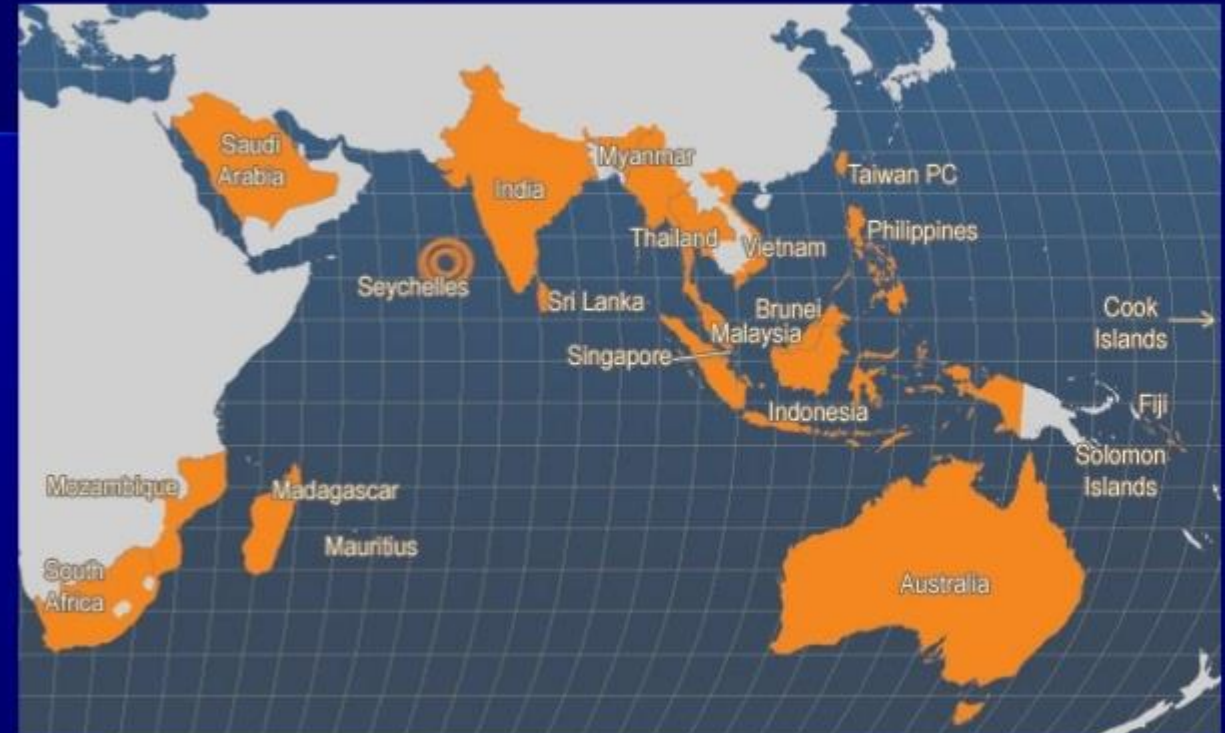 Saudi
Arabia
India
Myanmar
Taiwan PC
Thailand
Vietnam
Philippines
Seychelles
Sri Lanka
Brunei
Malaysia
Singapore
Cook
Islands
Indonesia
Fiji
Solomon
Islands
Mozambique
Madagascar
Mauritius
South
Africa
Australia